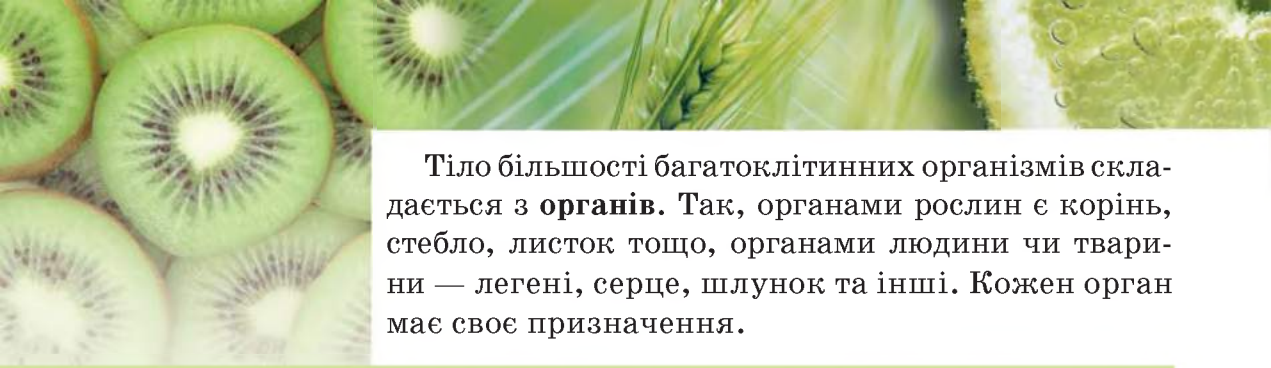 Тіло більшості багатоклітинних організмів скла-
дається з органів. Так, органами рослин є корінь,
стебло, листок тощо, органами людини чи твари-
ни — легені, серце, шлунок та інші. Кожен орган
має своє призначення.